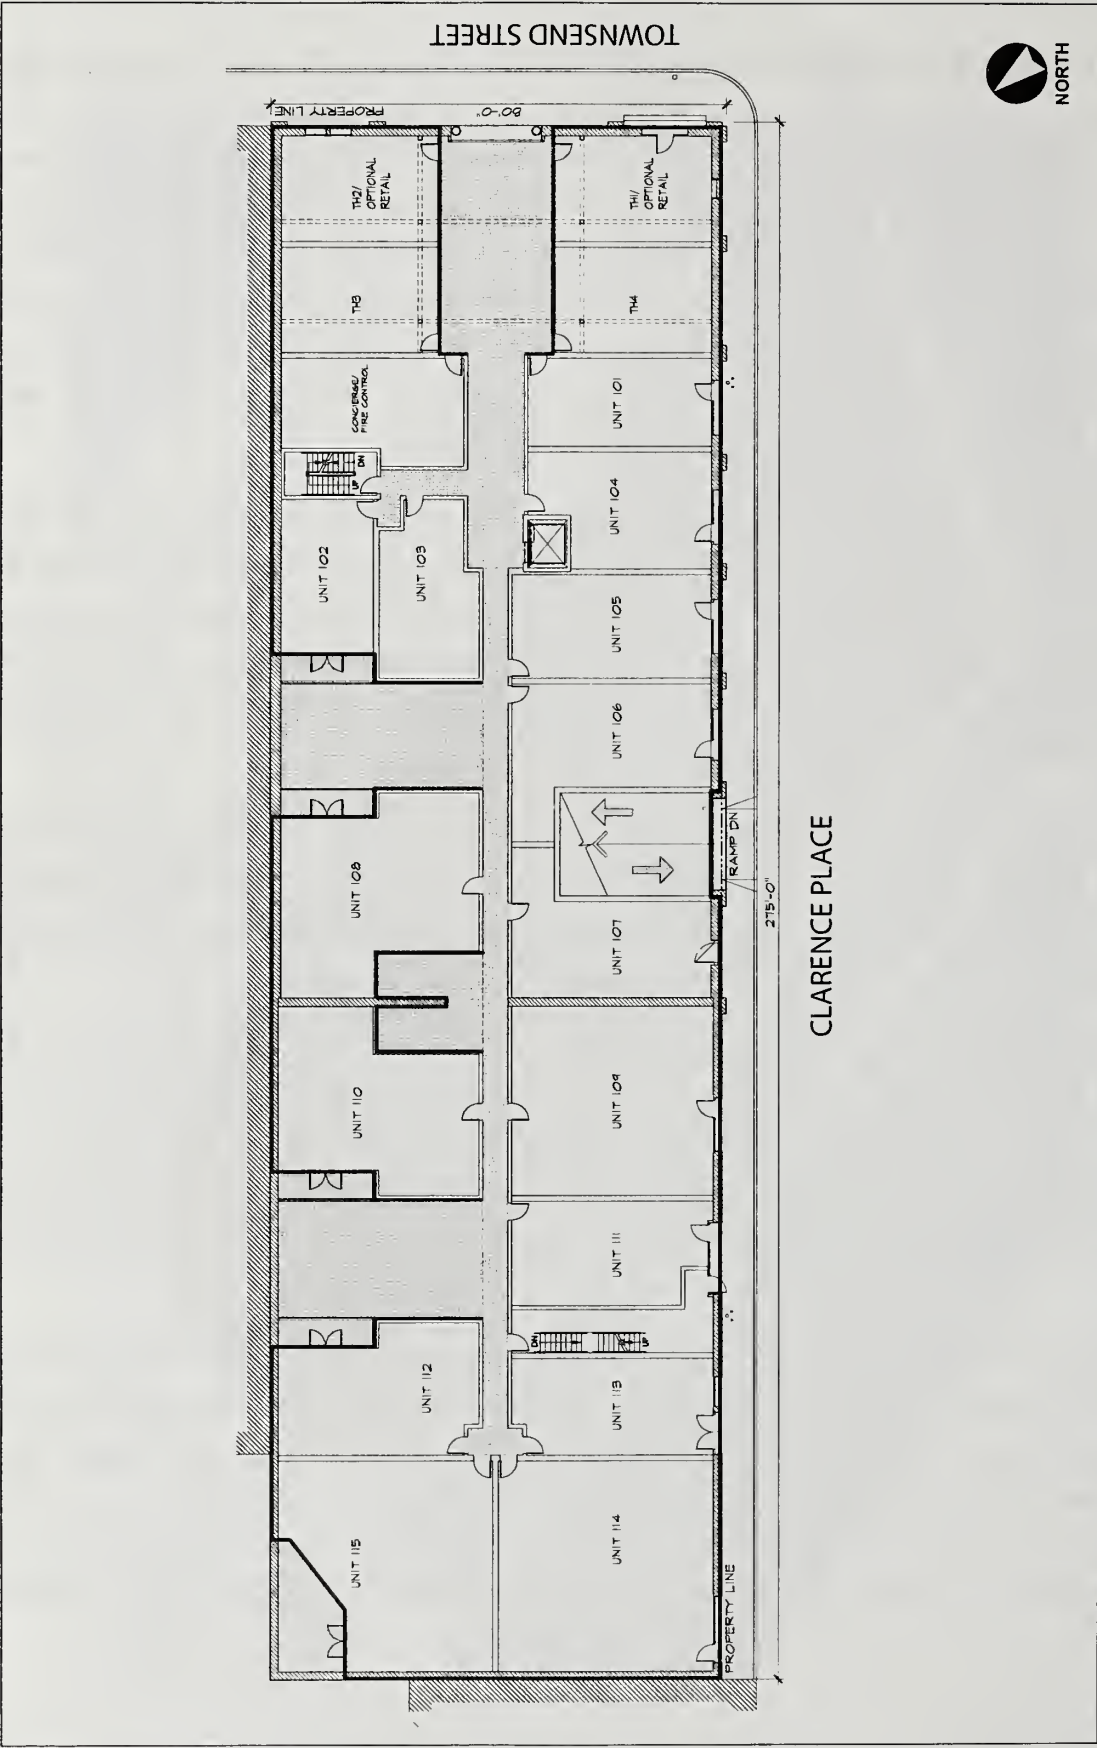 TOWNSEND STREET
NORTH
PROPERTY LINE
80'-0"
TH2/
OPTIONAL
RETAIL
TH1/
OPTIONAL
RETAIL
TH3
TH4
CONCIERGE/
FIRE CONTROL
UNIT 101
DN
UP
UNIT 104
UNIT 102
UNIT 103
UNIT 105
UNIT 106
RAMP DN
275'-0"
CLARENCE PLACE
UNIT 108
UNIT 107
UNIT 110
UNIT 109
UNIT 111
DN
UP
UNIT 112
UNIT 113
UNIT 115
UNIT 114
PROPERTY LINE